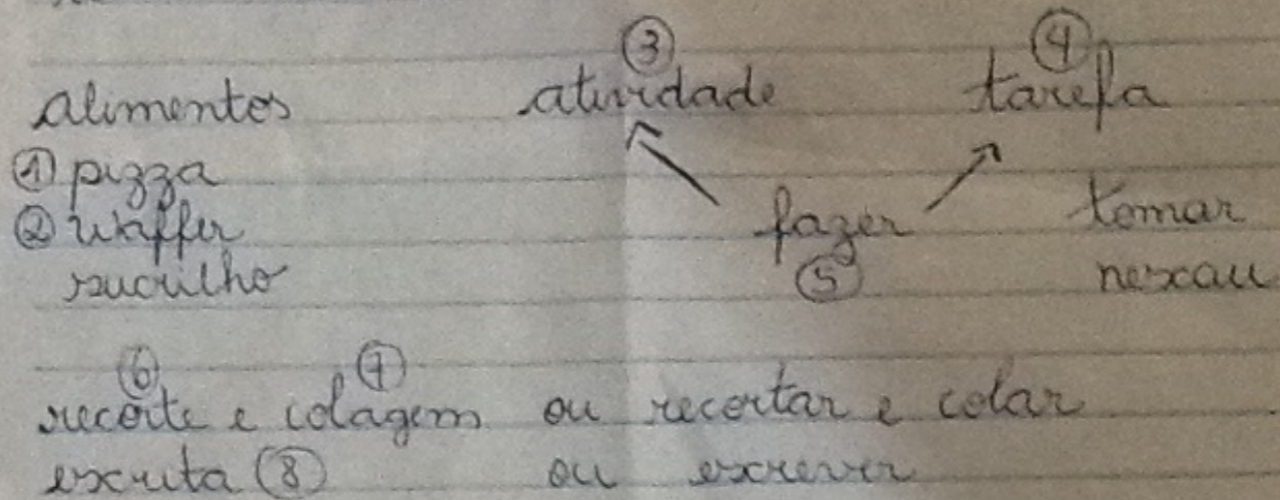 ③ ④
alimentos atividade tarefa
① pizza
② waffer fazer tomar
sucrilho ⑤ nescau
⑥ ⑦
recorte e colagem ou recortar e colar
escrita ⑧ ou escrever